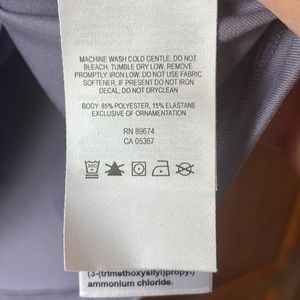 MACHINE WASH COLD GENTLE. DO NOT
BLEACH, TUMBLE DRY LOW, REMOVE
PROMPTLY. IRON LOW. DO NOT USE FABRIC
SOFTENER, IF PRESENT DO NOT IRON
DECAL, DO NOT DRYCLEAN
BODY: 85% POLYESTER, 15% ELASTANE
EXCLUSIVE OF ORNAMENTATION
RN 89674
CA 05367
(3-(trimethoxysilyl)propyl)
ammonium chloride.